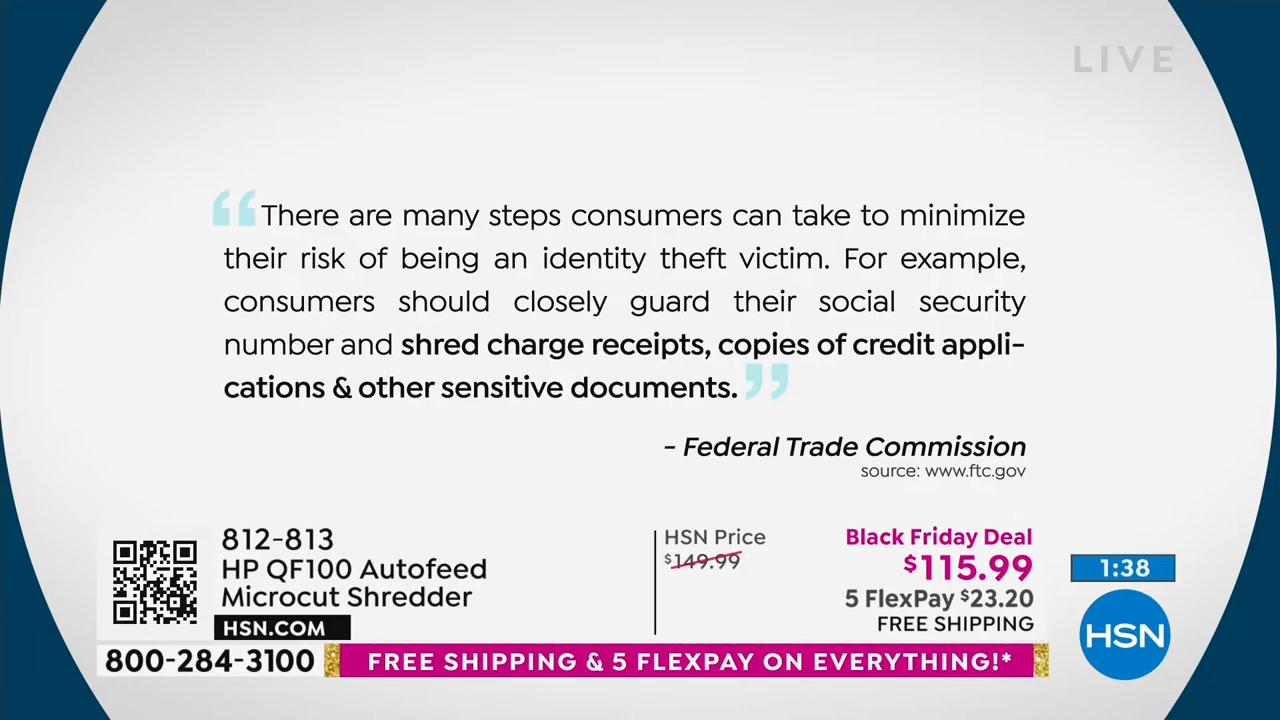 LIVE
“There are many steps consumers can take to minimize
their risk of being an identity theft victim. For example,
consumers should closely guard their social security
number and shred charge receipts, copies of credit appli-
cations & other sensitive documents.”
- Federal Trade Commission
source: www.ftc.gov
812-813
HP QF100 Autofeed
Microcut Shredder
HSN.COM
HSN Price
$149.99
Black Friday Deal
$115.99
5 FlexPay $23.20
FREE SHIPPING
1:38
HSN
800-284-3100
FREE SHIPPING & 5 FLEXPAY ON EVERYTHING!*